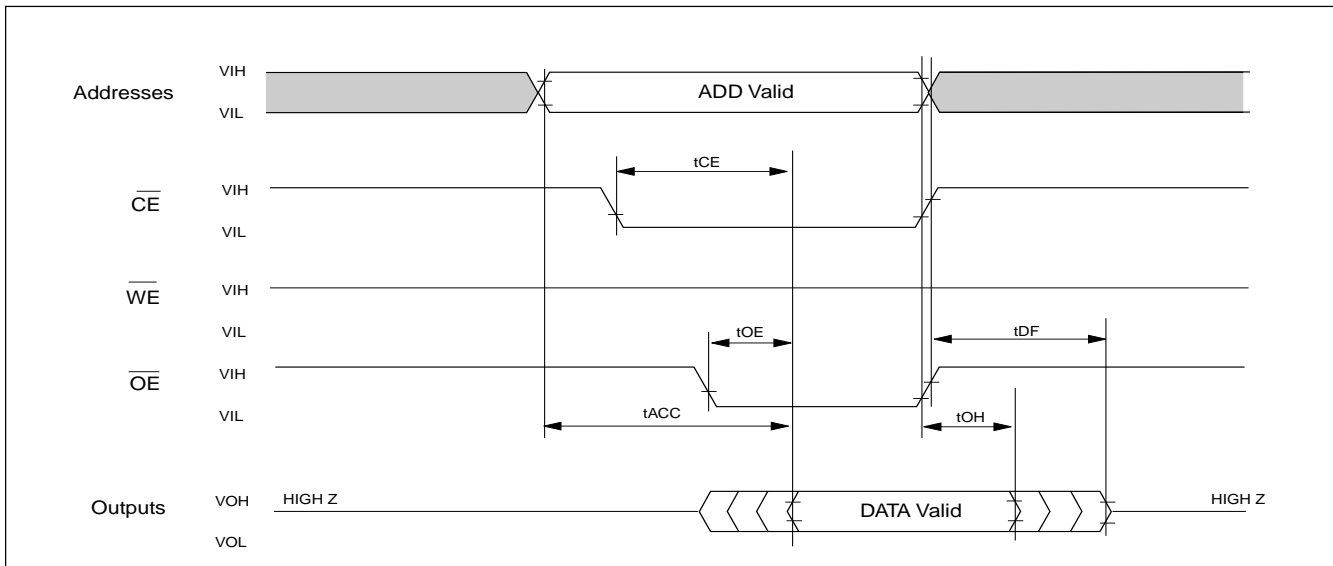 Addresses
VIH
VIL
ADD Valid
tCE
CE
VIH
VIL
WE
VIH
VIL
tOE
tDF
OE
VIH
VIL
tACC
tOH
Outputs
VOH
VOL
HIGH Z
DATA Valid
HIGH Z